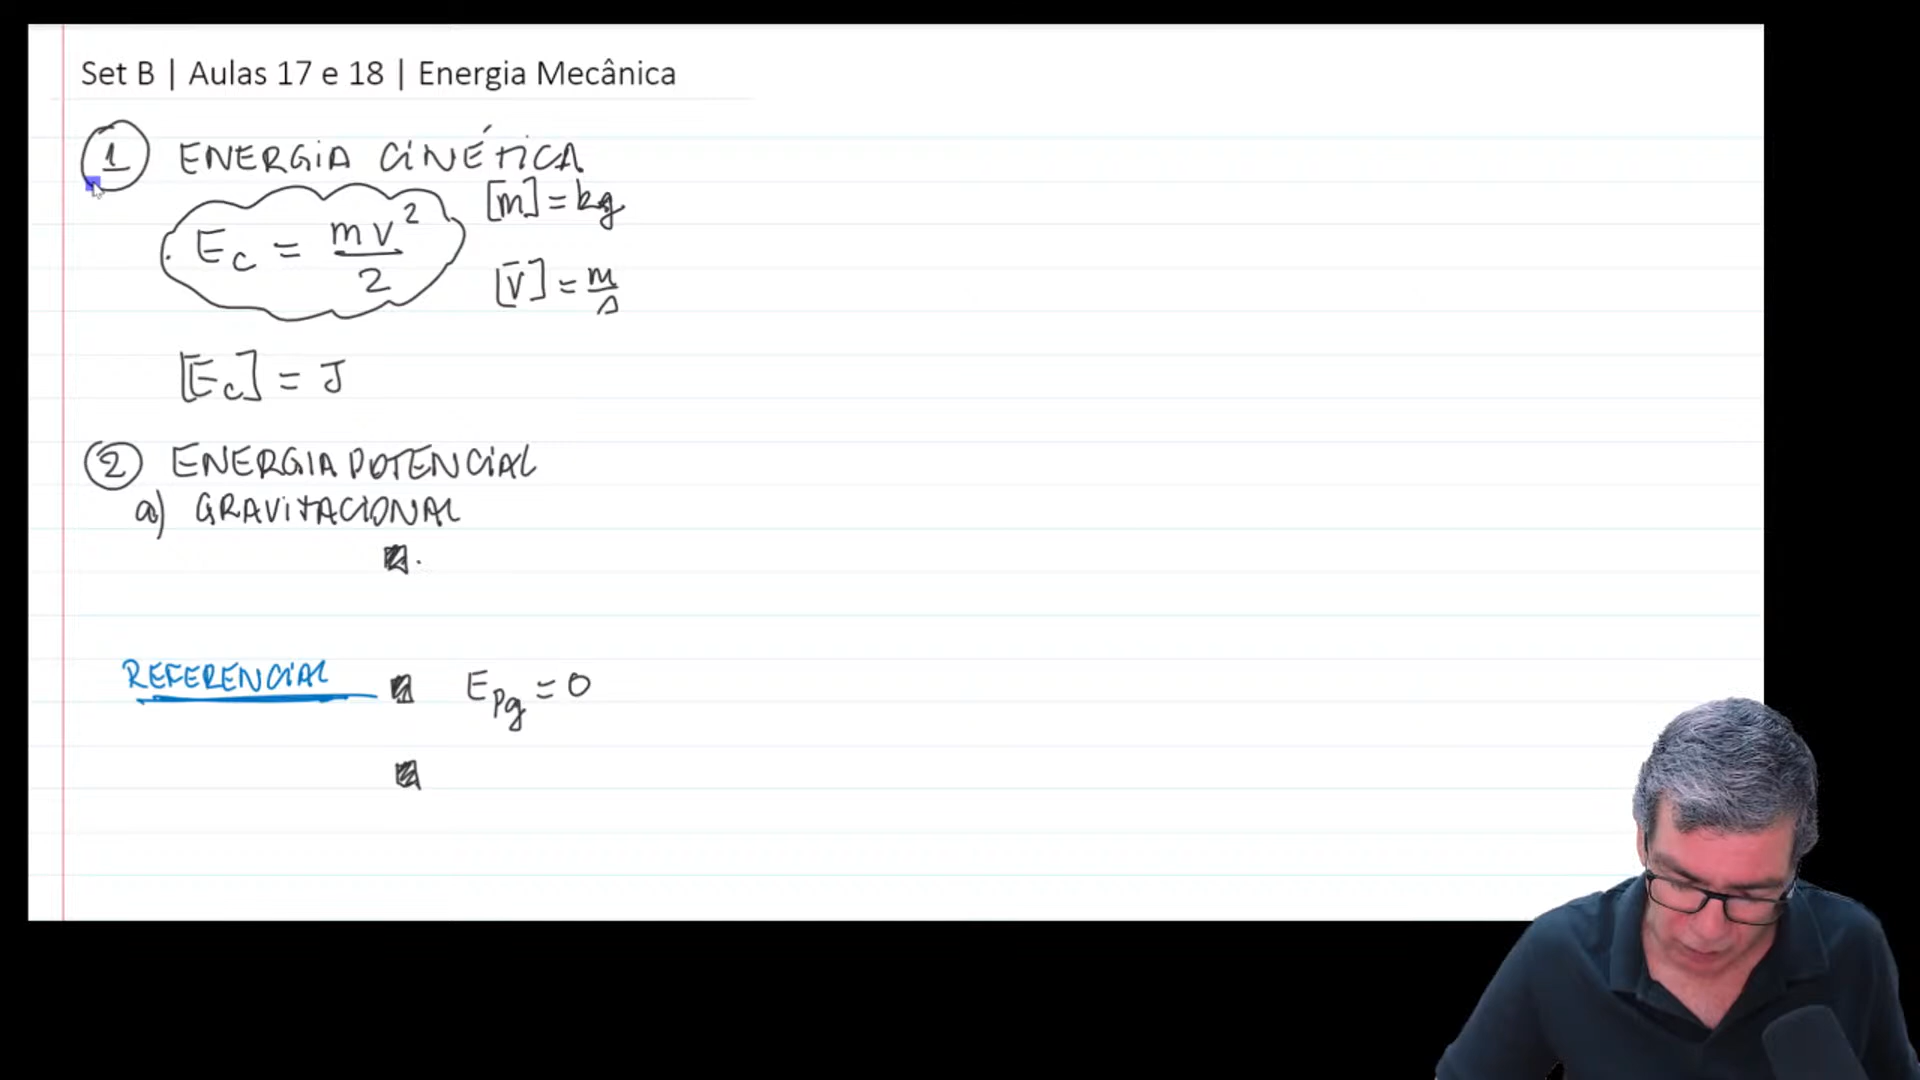 Set B | Aulas 17 e 18 | Energia Mecânica
1 ENERGIA CINÉTICA
[m] = kg
Ec = mv²/2
[V] = m/s
[Ec] = J
2 ENERGIA POTENCIAL
a) GRAVITACIONAL
REFERENCIAL Epg = 0